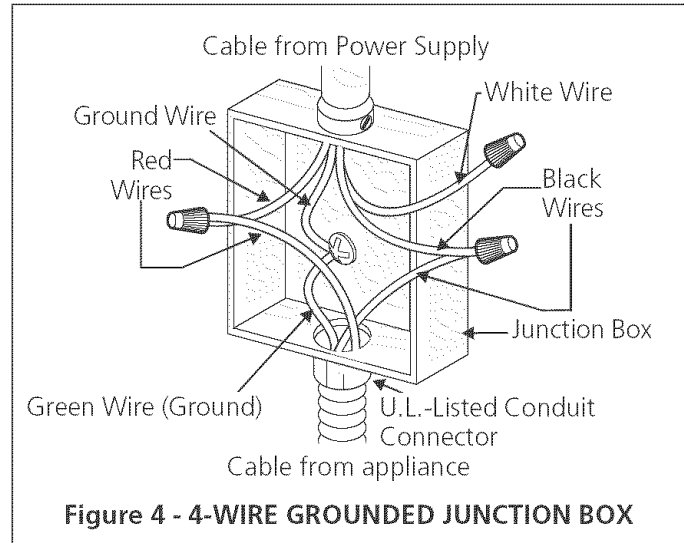 Cable from Power Supply
White Wire
Ground Wire
Red
Wires
Black
Wires
Junction Box
Green Wire (Ground)
U.L.-Listed Conduit
Connector
Cable from appliance
Figure 4 - 4-WIRE GROUNDED JUNCTION BOX